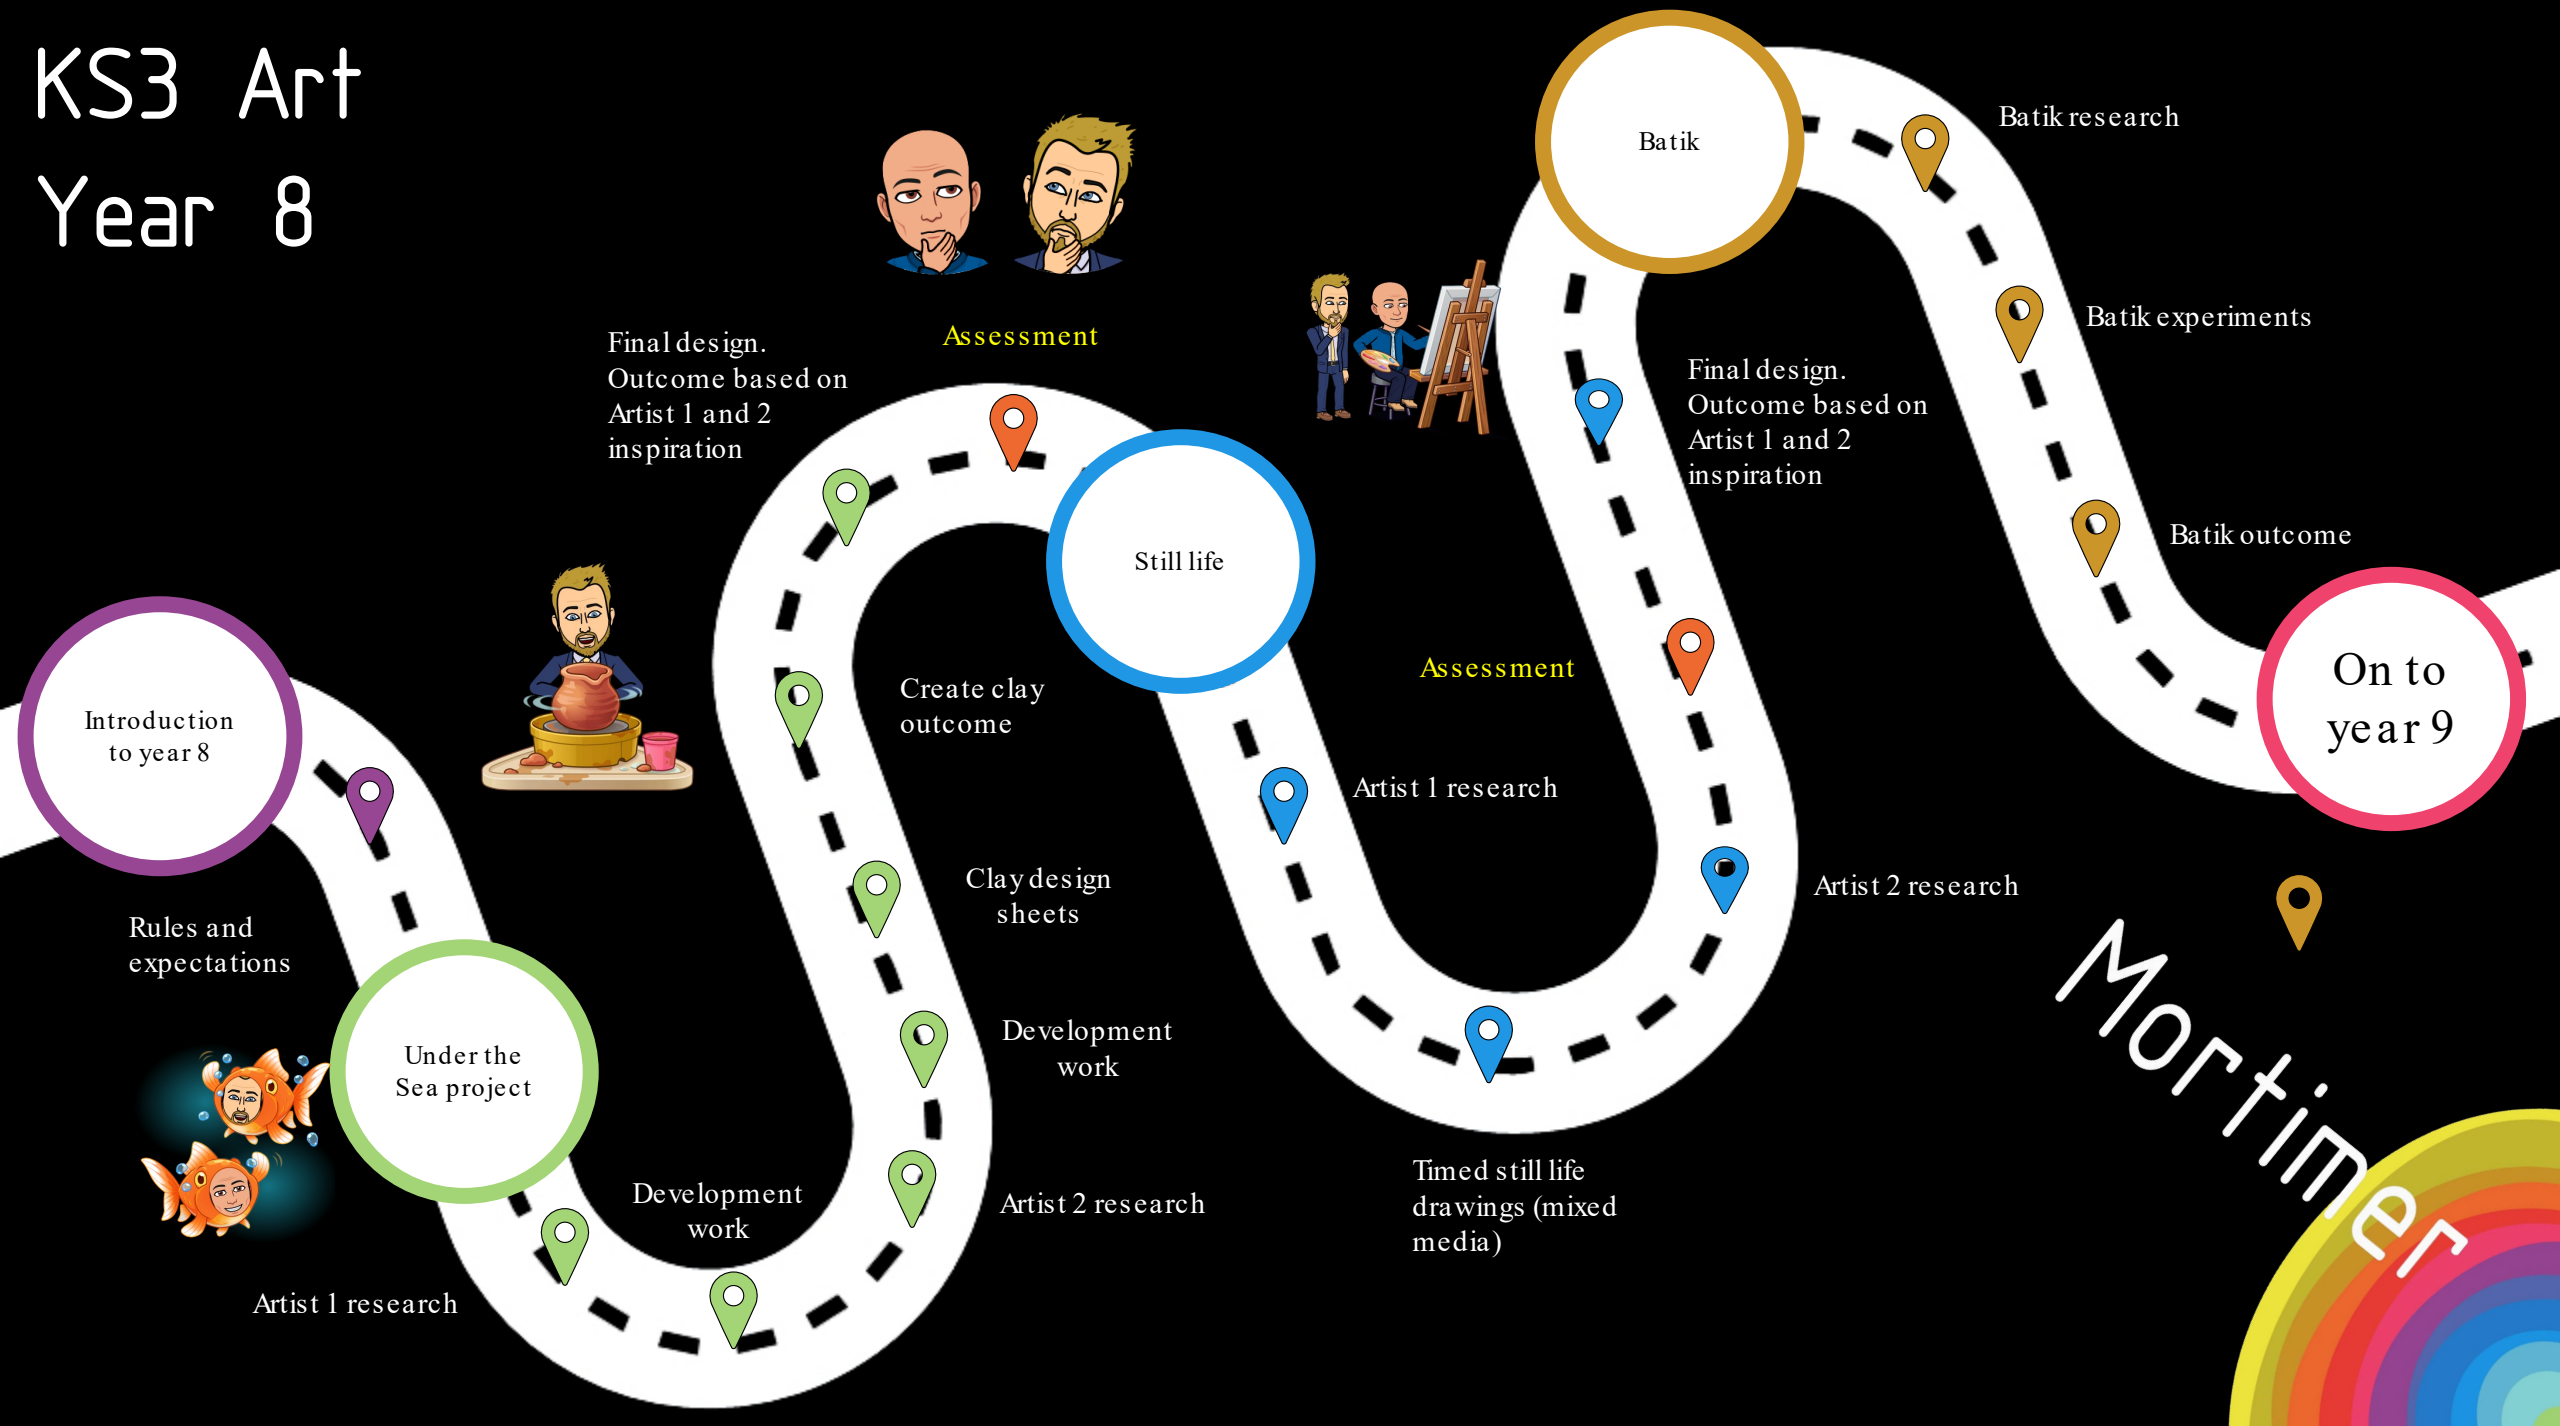 KS3 Art
Year 8
Introduction
to year 8
Rules and
expectations
Under the
Sea project
Artist 1 research
Development
work
Artist 2 research
Development
work
Clay design
sheets
Create clay
outcome
Final design.
Outcome based on
Artist 1 and 2
inspiration
Assessment
Still life
Artist 1 research
Timed still life
drawings (mixed
media)
Artist 2 research
Assessment
Final design.
Outcome based on
Artist 1 and 2
inspiration
Batik
Batik research
Batik experiments
Batik outcome
On to
year 9
Mortimer